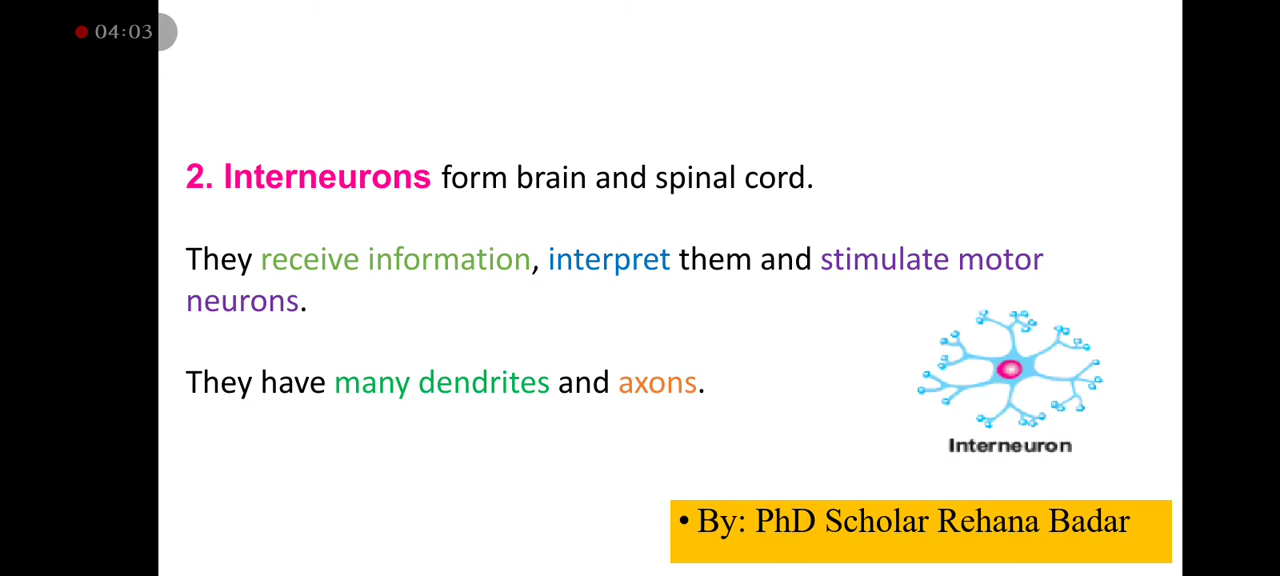 04:03
2. Interneurons form brain and spinal cord.
They receive information, interpret them and stimulate motor
neurons.
They have many dendrites and axons.
Interneuron
• By: PhD Scholar Rehana Badar